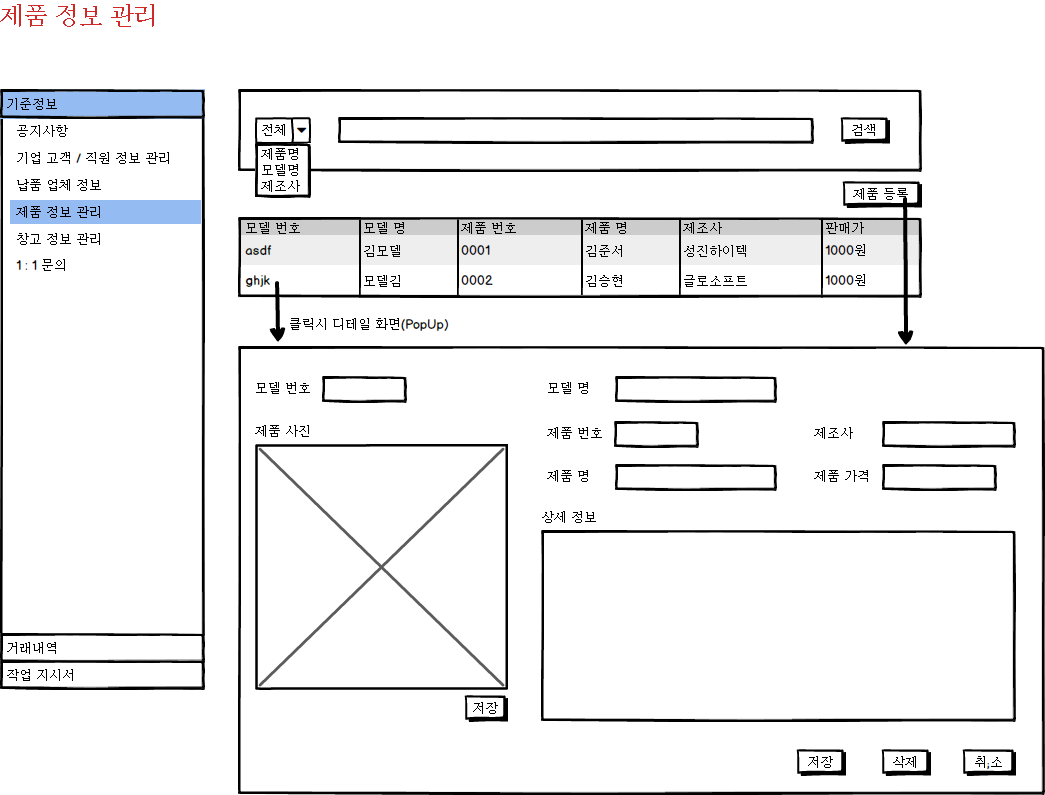 제품 정보 관리
기준정보
공지사항
기업 고객 / 직원 정보 관리
납품 업체 정보
제품 정보 관리
창고 정보 관리
1 : 1 문의
거래내역
작업 지시서
전체
검색
제품명
모델명
제조사
제품 등록
모델 번호 모델 명 제품 번호 제품 명 제조사 판매가
asdf 김모델 0001 김준서 성진하이텍 1000원
ghjk 모델김 0002 김승현 글로소프트 1000원
클릭시 디테일 화면(PopUp)
모델 번호 모델 명
제품 사진 제품 번호 제조사
제품 명 제품 가격
상세 정보
저장
저장 삭제 취소